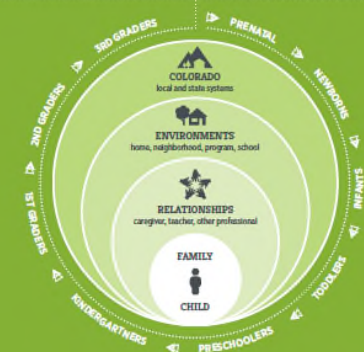 PRENATAL
NEWBORNS
INFANTS
TODDLERS
PRESCHOOLERS
KINDERGARTNERS
1ST GRADERS
2ND GRADERS
3RD GRADERS
COLORADO
local and state systems
ENVIRONMENTS
home, neighborhood, program, school
RELATIONSHIPS
caregiver, teacher, other professional
FAMILY
CHILD